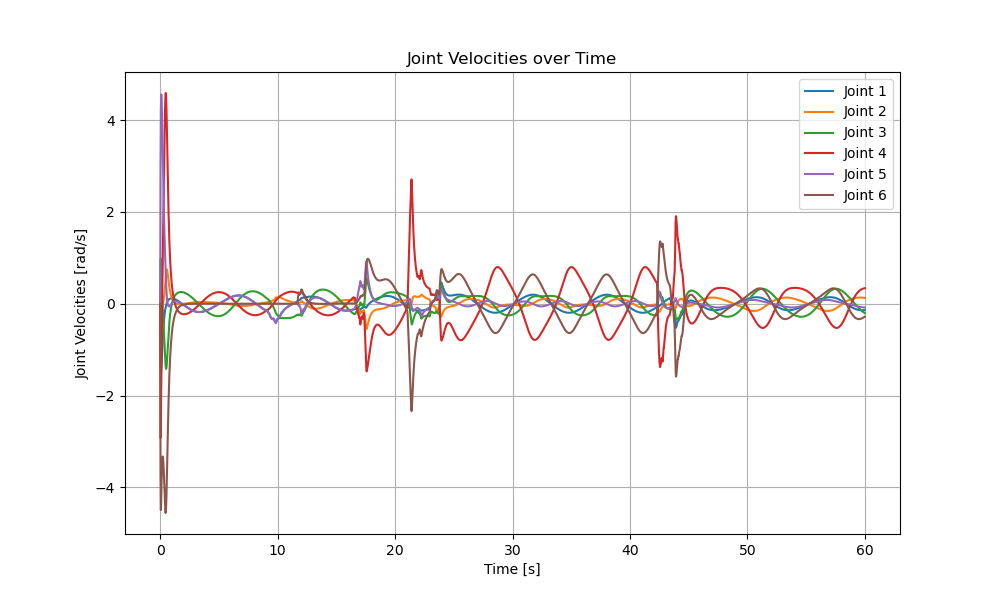 Joint Velocities over Time
Joint Velocities [rad/s]
4
2
0
−2
−4
Joint 1
Joint 2
Joint 3
Joint 4
Joint 5
Joint 6
0 10 20 30 40 50 60
Time [s]